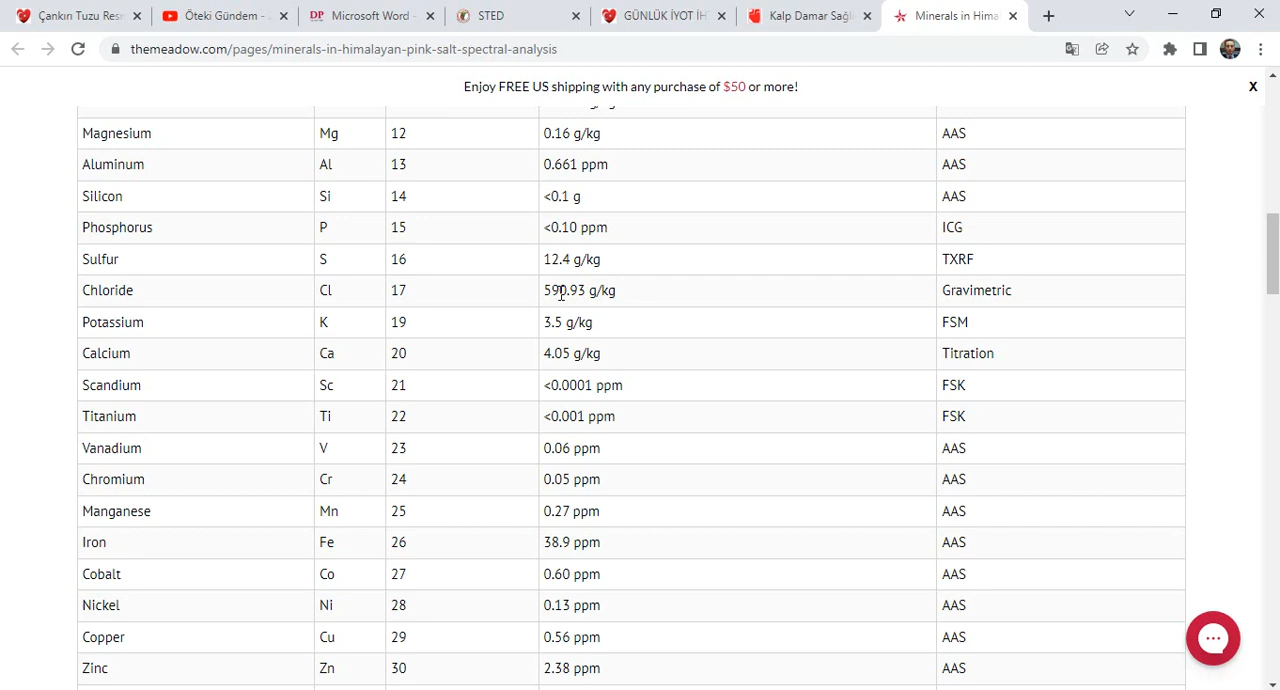 Çankırı Tuzu Resm
Öteki Gündem -
DP Microsoft Word -
STED
GÜNLÜK İYOT İH
Kalp Damar Sağlı
Minerals in Hima
themeadow.com/pages/minerals-in-himalayan-pink-salt-spectral-analysis
Enjoy FREE US Shipping with any purchase of $50 or more! X
Magnesium Mg 12 0.16 g/kg AAS
Aluminum Al 13 0.661 ppm AAS
Silicon Si 14 <0.1 g AAS
Phosphorus P 15 <0.10 ppm ICG
Sulfur S 16 12.4 g/kg TXRF
Chloride Cl 17 590.93 g/kg Gravimetric
Potassium K 19 3.5 g/kg FSM
Calcium Ca 20 4.05 g/kg Titration
Scandium Sc 21 <0.0001 ppm FSK
Titanium Ti 22 <0.001 ppm FSK
Vanadium V 23 0.06 ppm AAS
Chromium Cr 24 0.05 ppm AAS
Manganese Mn 25 0.27 ppm AAS
Iron Fe 26 38.9 ppm AAS
Cobalt Co 27 0.60 ppm AAS
Nickel Ni 28 0.13 ppm AAS
Copper Cu 29 0.56 ppm AAS
Zinc Zn 30 2.38 ppm AAS